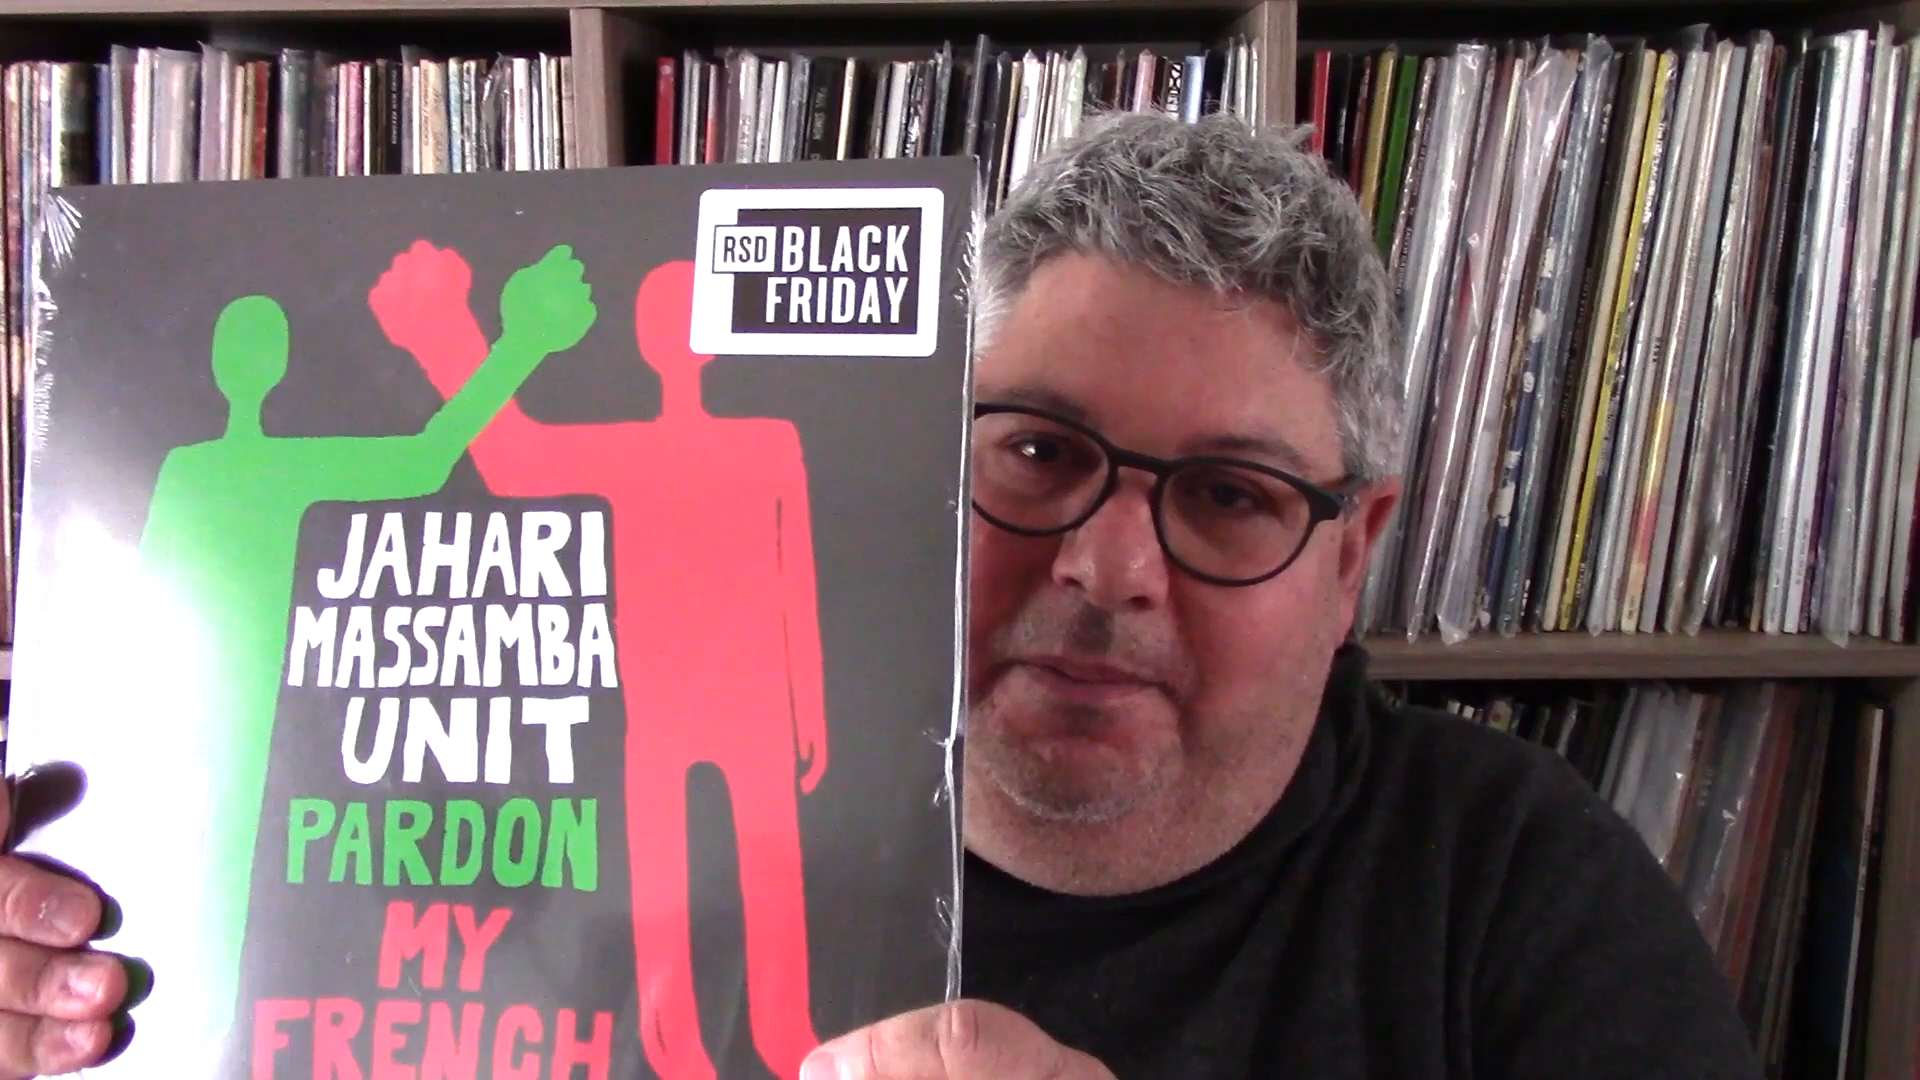 RSD BLACK
FRIDAY
JAHARI
MASSAMBA
UNIT
PARDON
MY
FRENCH